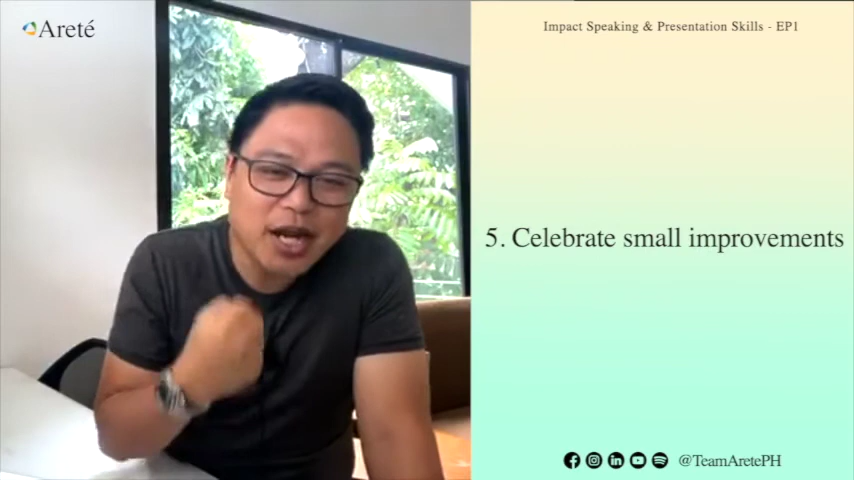 Areté
Impact Speaking & Presentation Skills - EP1
5. Celebrate small improvements
@TeamAretePH